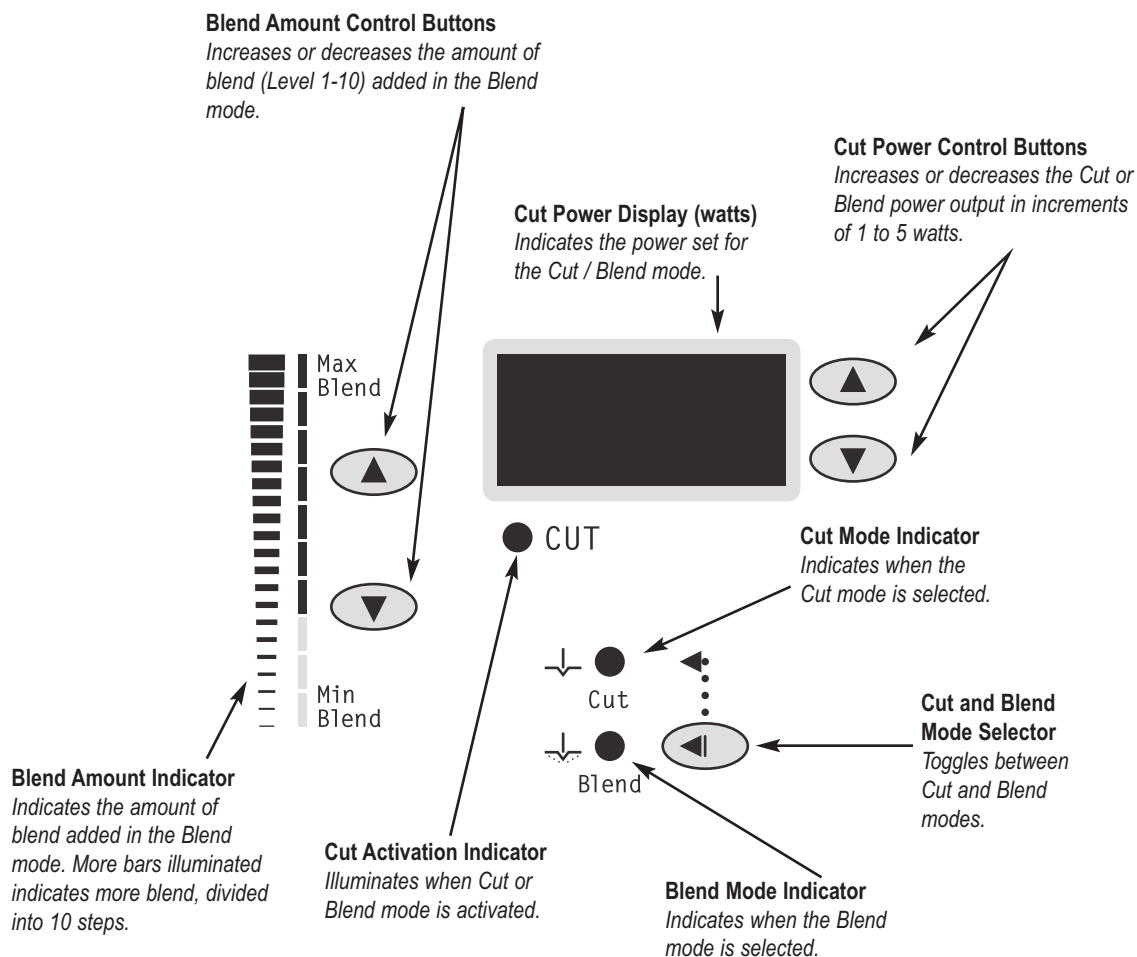 Blend Amount Control Buttons
Increases or decreases the amount of
blend (Level 1-10) added in the Blend
mode.
Cut Power Control Buttons
Increases or decreases the Cut or
Blend power output in increments
of 1 to 5 watts.
Cut Power Display (watts)
Indicates the power set for
the Cut / Blend mode.
Max
Blend
CUT
Cut Mode Indicator
Indicates when the
Cut mode is selected.
Min
Blend
Cut
Blend
Cut and Blend
Mode Selector
Toggles between
Cut and Blend
modes.
Blend Amount Indicator
Indicates the amount of
blend added in the Blend
mode. More bars illuminated
indicates more blend, divided
into 10 steps.
Cut Activation Indicator
Illuminates when Cut or
Blend mode is activated.
Blend Mode Indicator
Indicates when the Blend
mode is selected.